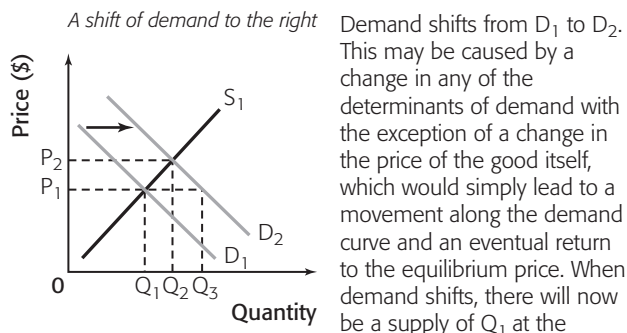 A shift of demand to the right
Price ($)
S1
P2
P1
D2
D1
0
Q1 Q2 Q3
Quantity
Demand shifts from D1 to D2.
This may be caused by a
change in any of the
determinants of demand with
the exception of a change in
the price of the good itself,
which would simply lead to a
movement along the demand
curve and an eventual return
to the equilibrium price. When
demand shifts, there will now
be a supply of Q1 at the